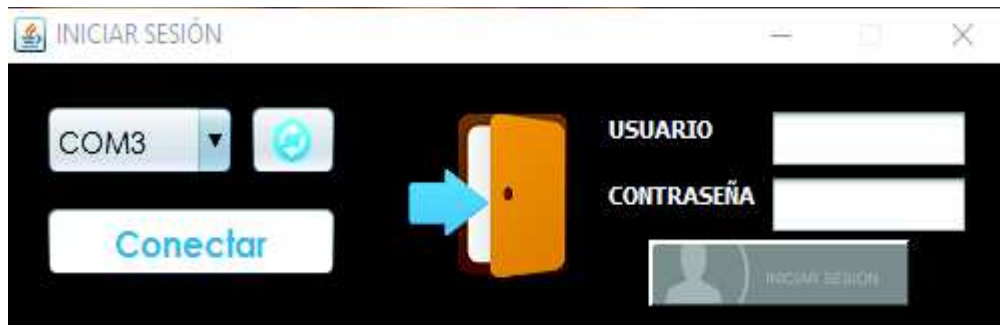 INICIAR SESIÓN
COM3
Conectar
USUARIO
CONTRASEÑA
INICIAR SESION